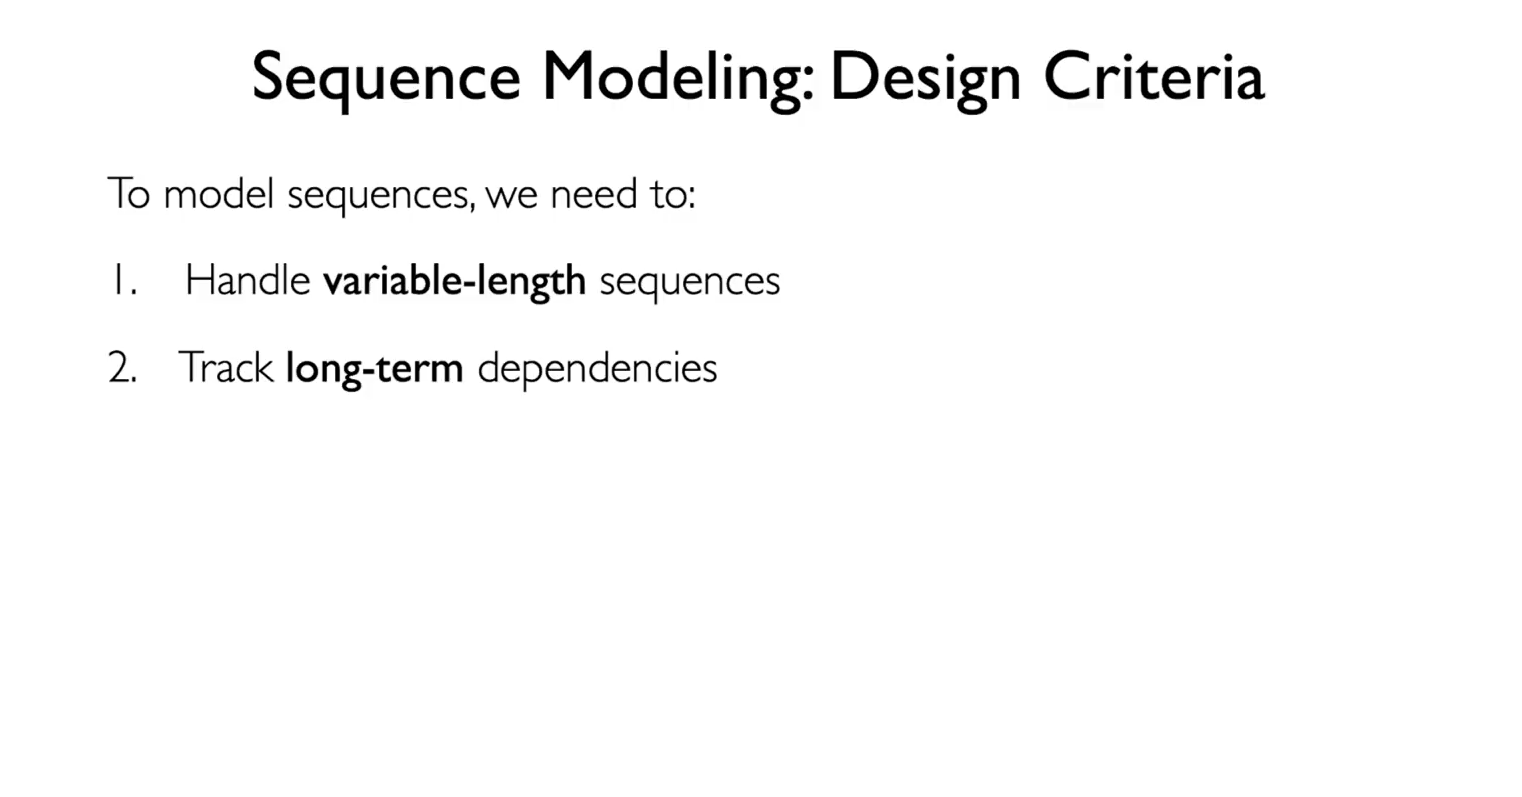 Sequence Modeling: Design Criteria
To model sequences, we need to:
1. Handle variable-length sequences
2. Track long-term dependencies